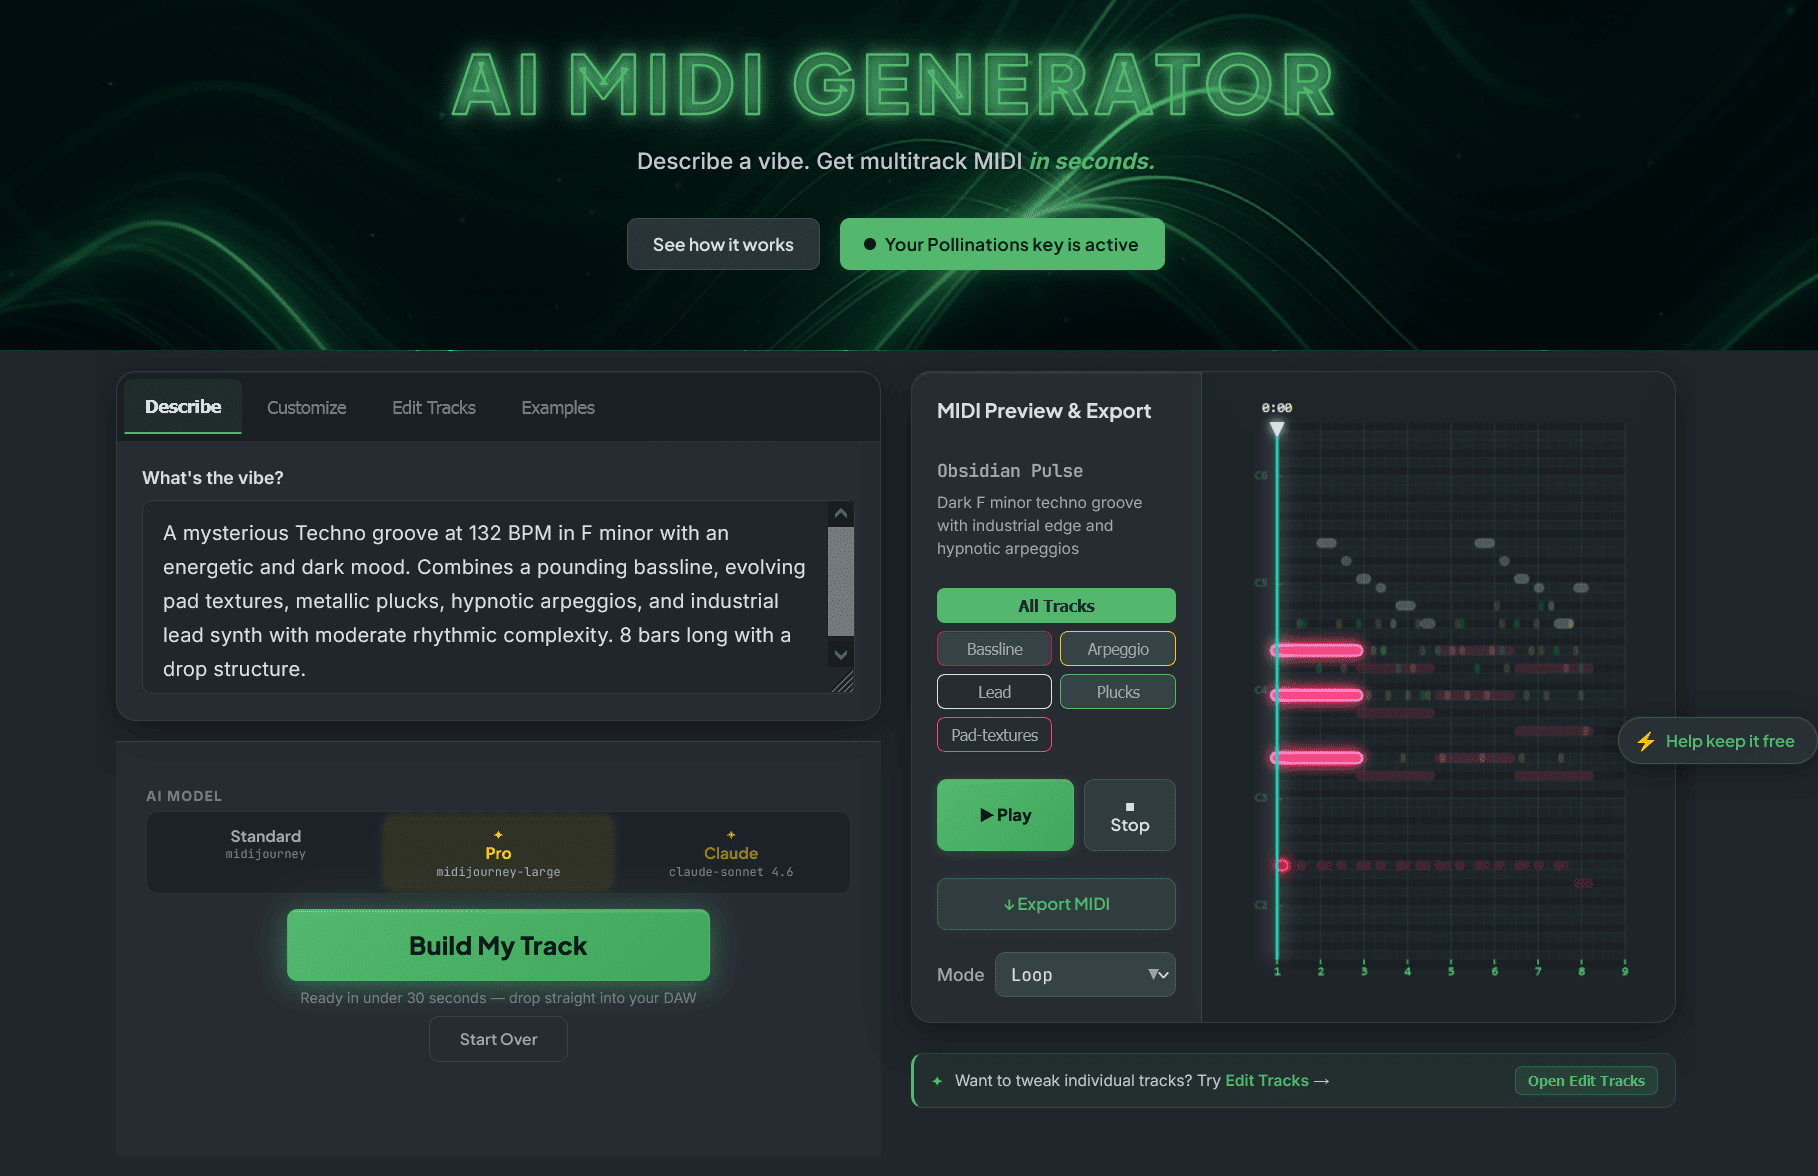 AI MIDI GENERATOR
Describe a vibe. Get multitrack MIDI in seconds.
See how it works
Your Pollinations key is active
Describe
Customize
Edit Tracks
Examples
What's the vibe?
A mysterious Techno groove at 132 BPM in F minor with an
energetic and dark mood. Combines a pounding bassline, evolving
pad textures, metallic plucks, hypnotic arpeggios, and industrial
lead synth with moderate rhythmic complexity. 8 bars long with a
drop structure.
AI MODEL
Standard
midijourney
Pro
midijourney-large
Claude
claude-sonnet 4.6
Build My Track
Ready in under 30 seconds — drop straight into your DAW
Start Over
MIDI Preview & Export
Obsidian Pulse
Dark F minor techno groove
with industrial edge and
hypnotic arpeggios
All Tracks
Bassline
Arpeggio
Lead
Plucks
Pad-textures
Play
Stop
Export MIDI
Mode
Loop
0:00
C6
C5
C4
C3
C2
1 2 3 4 5 6 7 8 9
Help keep it free
Want to tweak individual tracks? Try Edit Tracks →
Open Edit Tracks